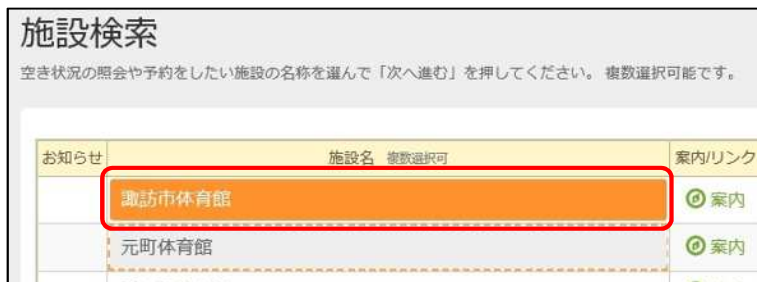 施設検索
空き状況の照会や予約をしたい施設の名称を選んで「次へ進む」を押してください。 複数選択可能です。
お知らせ 施設名 複数選択可 案内/リンク
諏訪市体育館 案内
元町体育館 案内